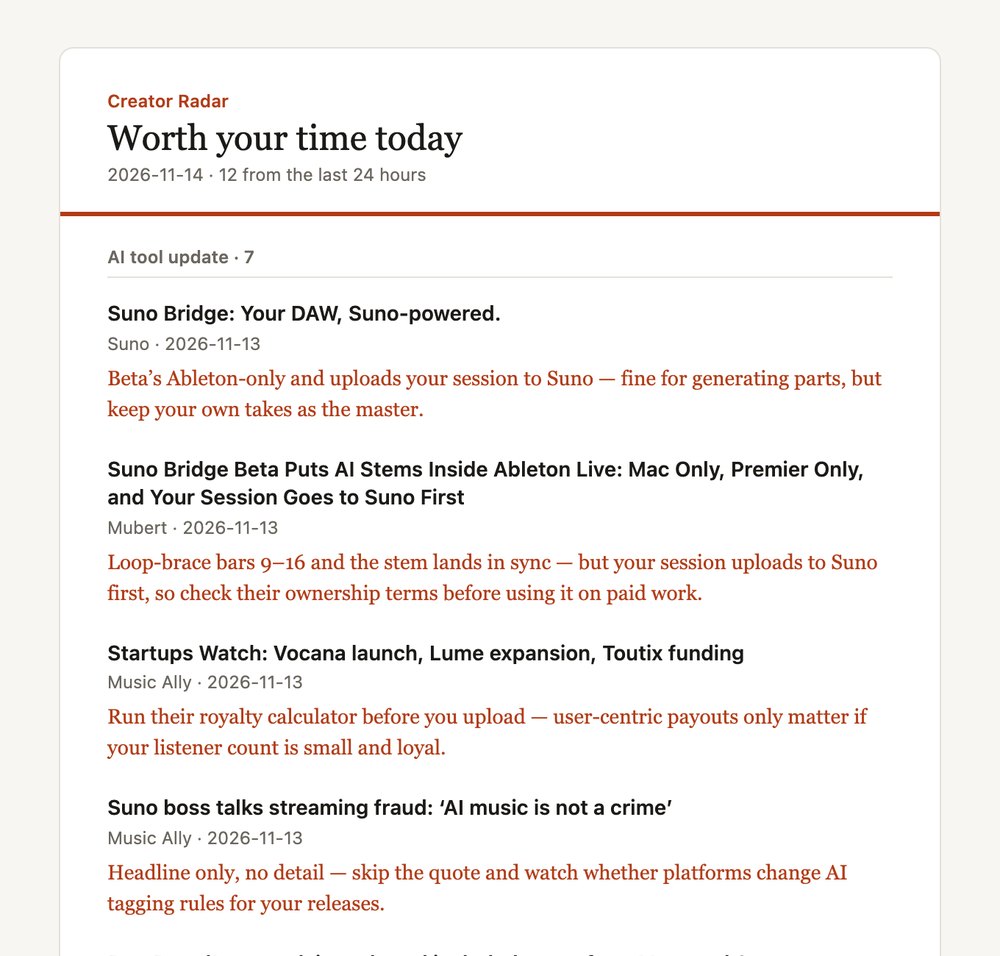 Creator Radar
Worth your time today
2026-11-14 · 12 from the last 24 hours
AI tool update · 7
Suno Bridge: Your DAW, Suno-powered.
Suno · 2026-11-13
Beta’s Ableton-only and uploads your session to Suno — fine for generating parts, but
keep your own takes as the master.
Suno Bridge Beta Puts AI Stems Inside Ableton Live: Mac Only, Premier Only,
and Your Session Goes to Suno First
Mubert · 2026-11-13
Loop-brace bars 9–16 and the stem lands in sync — but your session uploads to Suno
first, so check their ownership terms before using it on paid work.
Startups Watch: Vocana launch, Lume expansion, Toutix funding
Music Ally · 2026-11-13
Run their royalty calculator before you upload — user-centric payouts only matter if
your listener count is small and loyal.
Suno boss talks streaming fraud: ‘AI music is not a crime’
Music Ally · 2026-11-13
Headline only, no detail — skip the quote and watch whether platforms change AI
tagging rules for your releases.